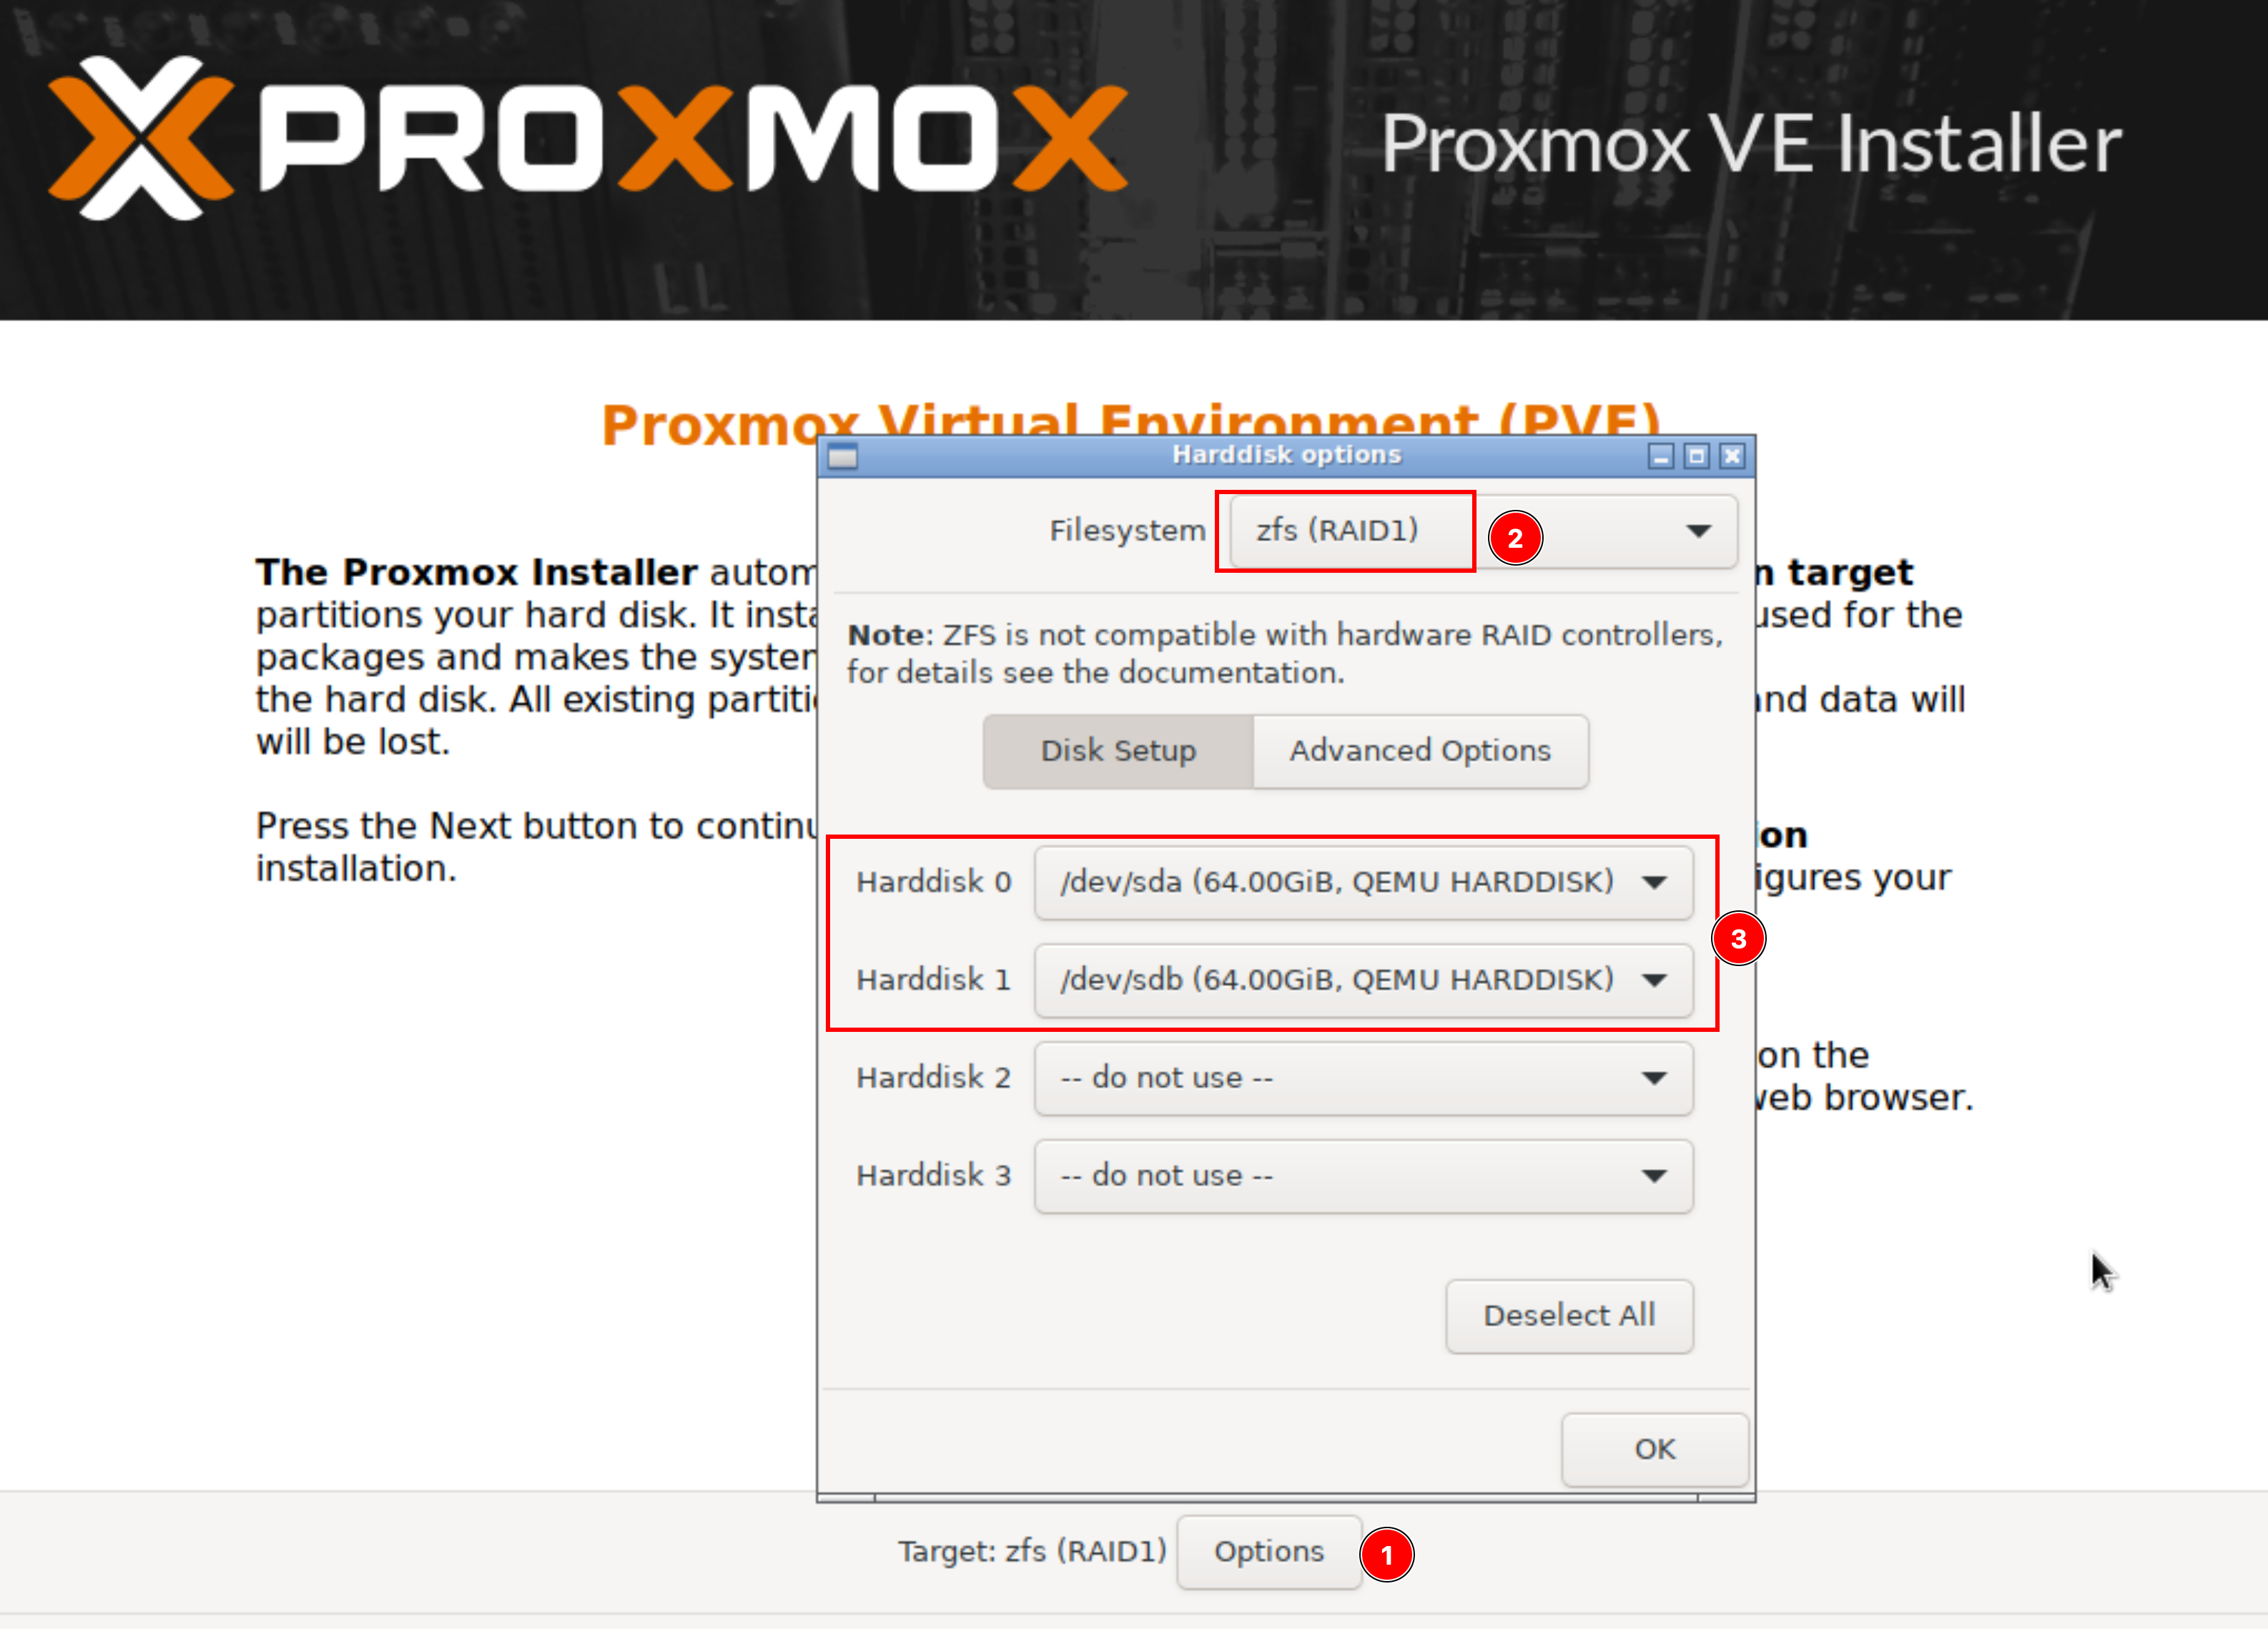 PROXMOX
Proxmox VE Installer
Proxmox Virtual Environment (PVE)
Harddisk options
Filesystem
zfs (RAID1)
2
Note: ZFS is not compatible with hardware RAID controllers,
for details see the documentation.
Disk Setup
Advanced Options
Harddisk 0
/dev/sda (64.00GiB, QEMU HARDDISK)
Harddisk 1
/dev/sdb (64.00GiB, QEMU HARDDISK)
3
Harddisk 2
-- do not use --
Harddisk 3
-- do not use --
Deselect All
OK
The Proxmox Installer autom
partitions your hard disk. It insta
packages and makes the system
the hard disk. All existing partiti
will be lost.
Press the Next button to continu
installation.
n target
used for the
and data will
ion
igures your
on the
web browser.
Target: zfs (RAID1)
Options
1